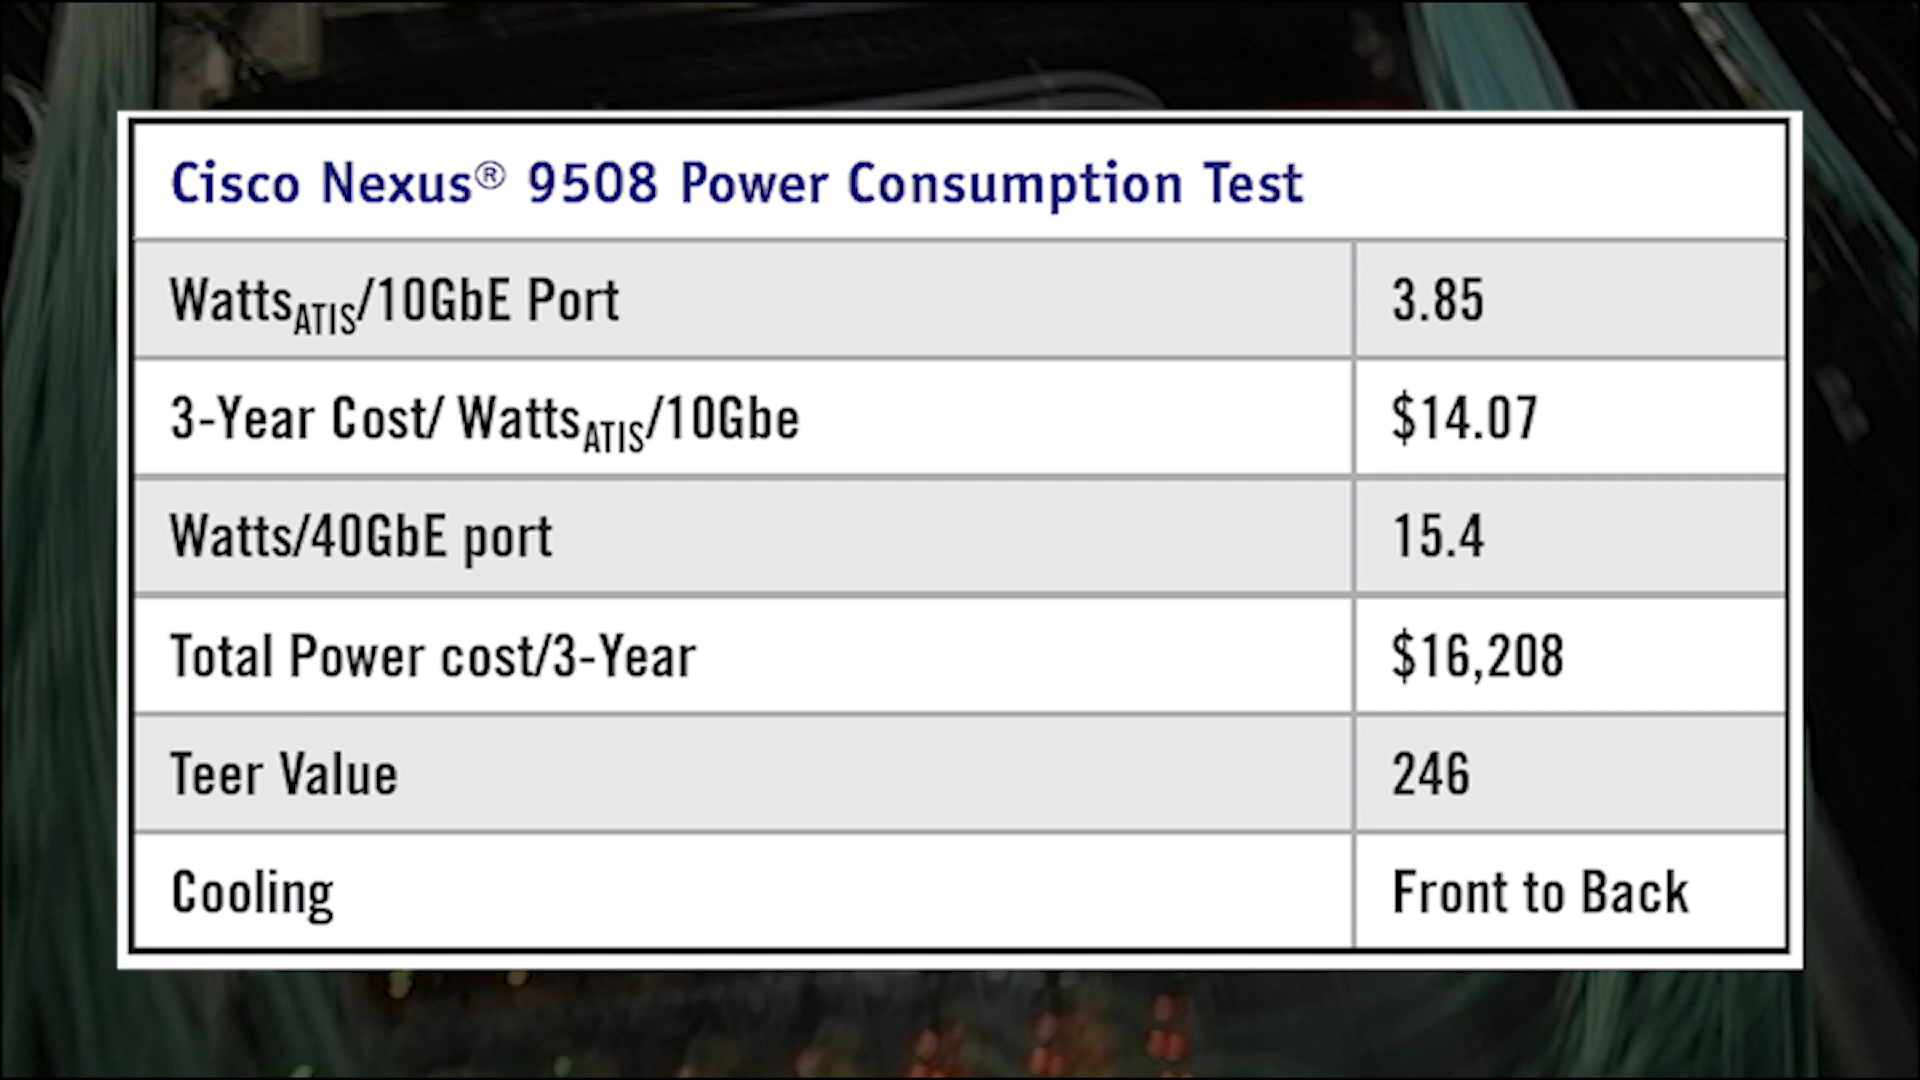 Cisco Nexus® 9508 Power Consumption Test
WattsATIS/10GbE Port 3.85
3-Year Cost/ WattsATIS/10Gbe $14.07
Watts/40GbE port 15.4
Total Power cost/3-Year $16,208
Teer Value 246
Cooling Front to Back